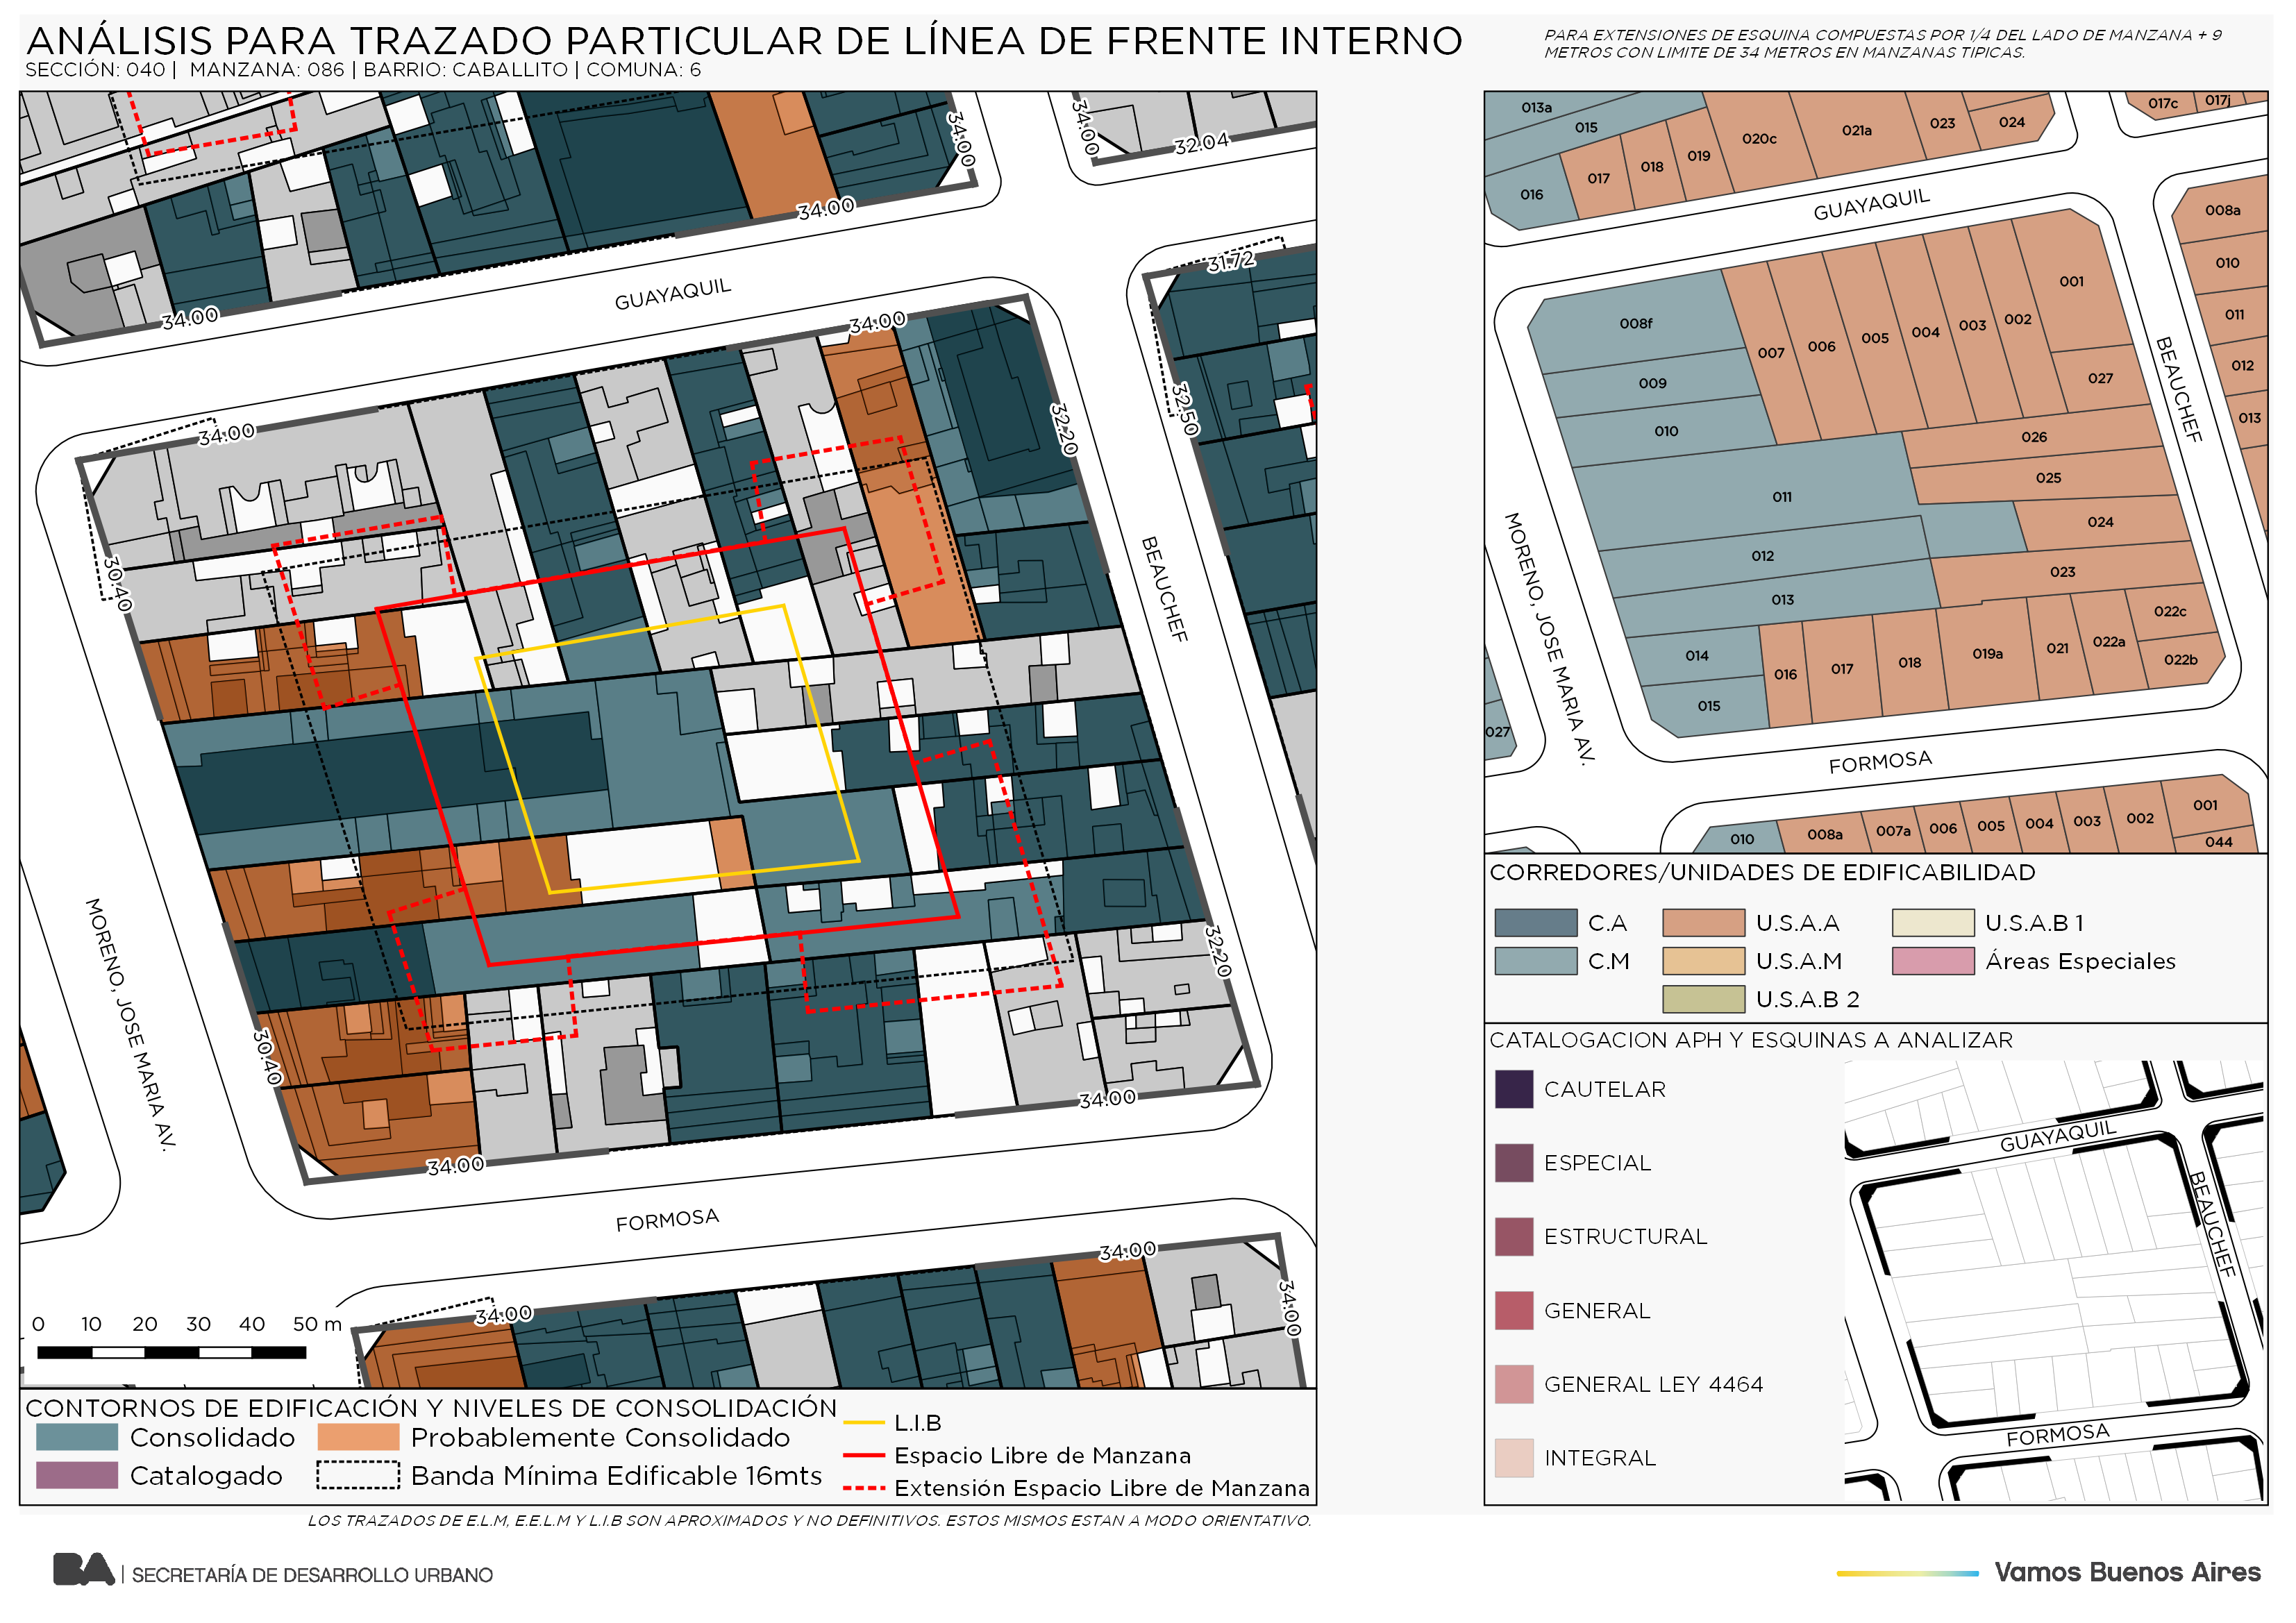 ANÁLISIS PARA TRAZADO PARTICULAR DE LÍNEA DE FRENTE INTERNO
SECCIÓN: 040 | MANZANA: 086 | BARRIO: CABALLITO | COMUNA: 6
PARA EXTENSIONES DE ESQUINA COMPUESTAS POR 1/4 DEL LADO DE MANZANA + 9
METROS CON LIMITE DE 34 METROS EN MANZANAS TIPICAS.
34.00
34.00
32.04
34.00
34.00
31.72
GUAYAQUIL
34.00
34.00
32.20
32.50
30.40
BEAUCHEF
MORENO, JOSE MARIA AV.
32.20
30.40
34.00
34.00
FORMOSA
34.00
34.00
34.00
0 10 20 30 40 50 m
CONTORNOS DE EDIFICACIÓN Y NIVELES DE CONSOLIDACIÓN
Consolidado
Probablemente Consolidado
Catalogado
Banda Mínima Edificable 16mts
L.I.B
Espacio Libre de Manzana
Extensión Espacio Libre de Manzana
LOS TRAZADOS DE E.L.M, E.E.L.M Y L.I.B SON APROXIMADOS Y NO DEFINITIVOS. ESTOS MISMOS ESTAN A MODO ORIENTATIVO.
013a
015
016
017
018
019
020c
021a
023
024
017c
017j
GUAYAQUIL
008a
010
011
012
013
008f
009
010
007
006
005
004
003
002
001
027
026
025
024
023
011
012
013
014
015
016
017
018
019a
021
022a
022c
022b
BEAUCHEF
MORENO, JOSE MARIA AV.
027
FORMOSA
010
008a
007a
006
005
004
003
002
001
044
CORREDORES/UNIDADES DE EDIFICABILIDAD
C.A
U.S.A.A
U.S.A.B 1
C.M
U.S.A.M
Áreas Especiales
U.S.A.B 2
CATALOGACION APH Y ESQUINAS A ANALIZAR
CAUTELAR
ESPECIAL
ESTRUCTURAL
GENERAL
GENERAL LEY 4464
INTEGRAL
GUAYAQUIL
BEAUCHEF
FORMOSA
BA | SECRETARÍA DE DESARROLLO URBANO
Vamos Buenos Aires